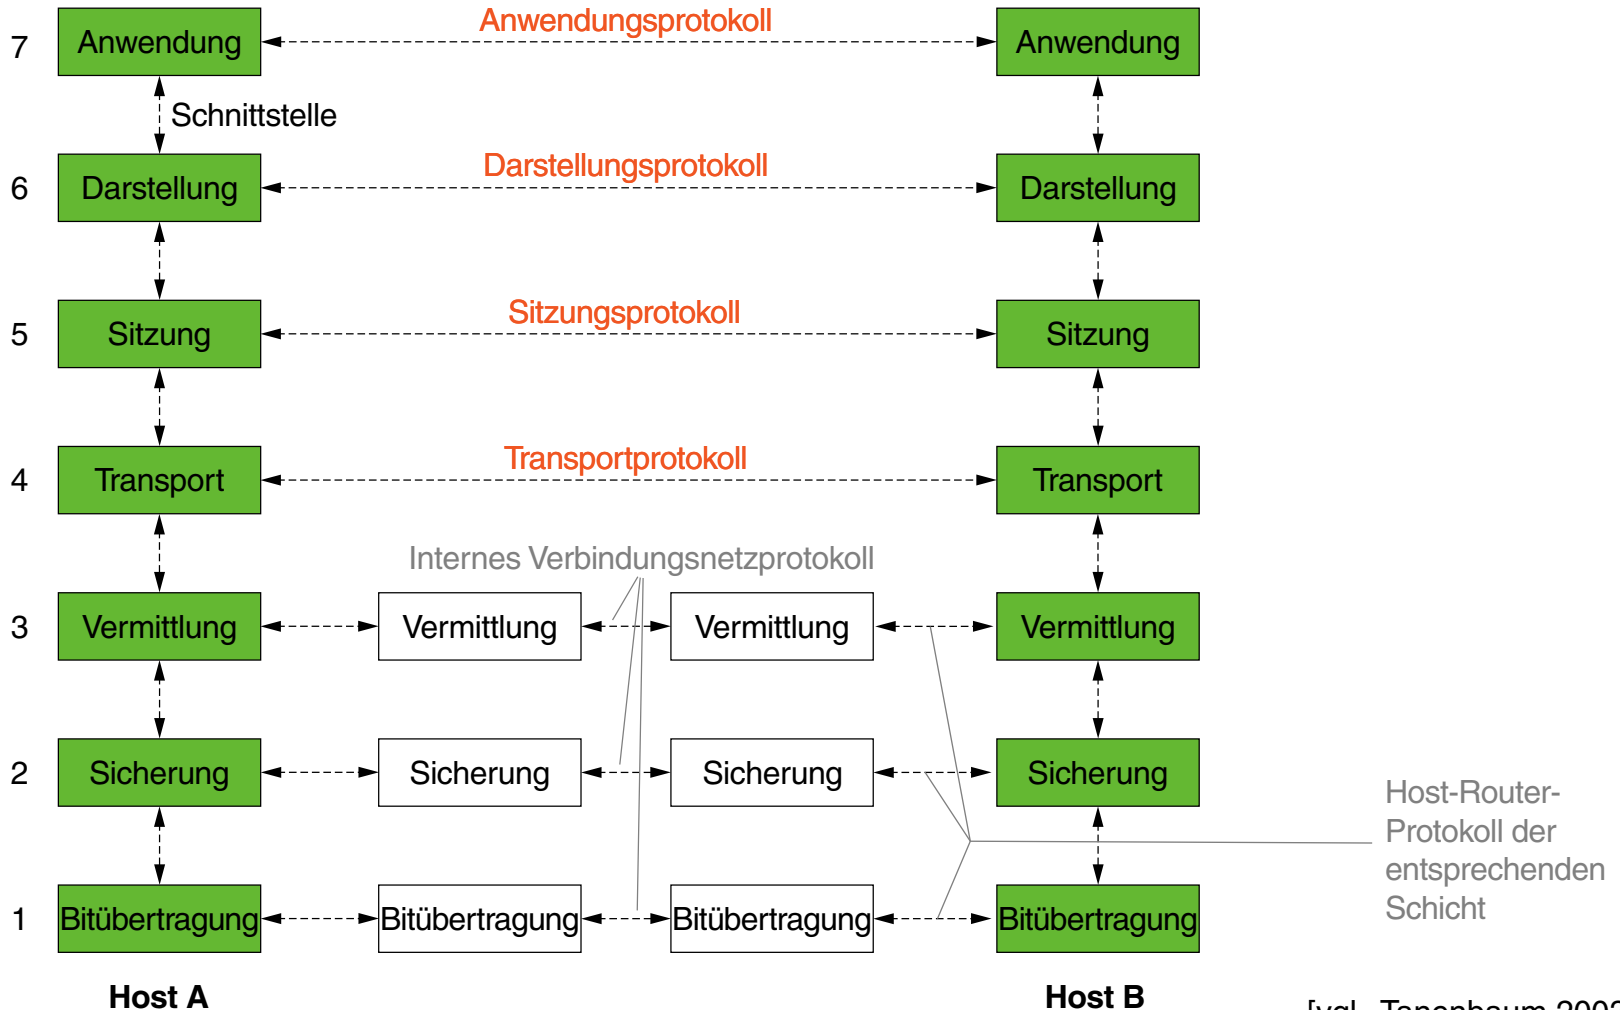 Anwendungsprotokoll
7 Anwendung Anwendung
Schnittstelle
Darstellungsprotokoll
6 Darstellung Darstellung
Sitzungsprotokoll
5 Sitzung Sitzung
Transportprotokoll
4 Transport Transport
Internes Verbindungsnetzprotokoll
3 Vermittlung Vermittlung Vermittlung Vermittlung
2 Sicherung Sicherung Sicherung Sicherung
Host-Router-
Protokoll der
entsprechenden
Schicht
1 Bitübertragung Bitübertragung Bitübertragung Bitübertragung
Host A Host B
[vgl. Tanenbaum